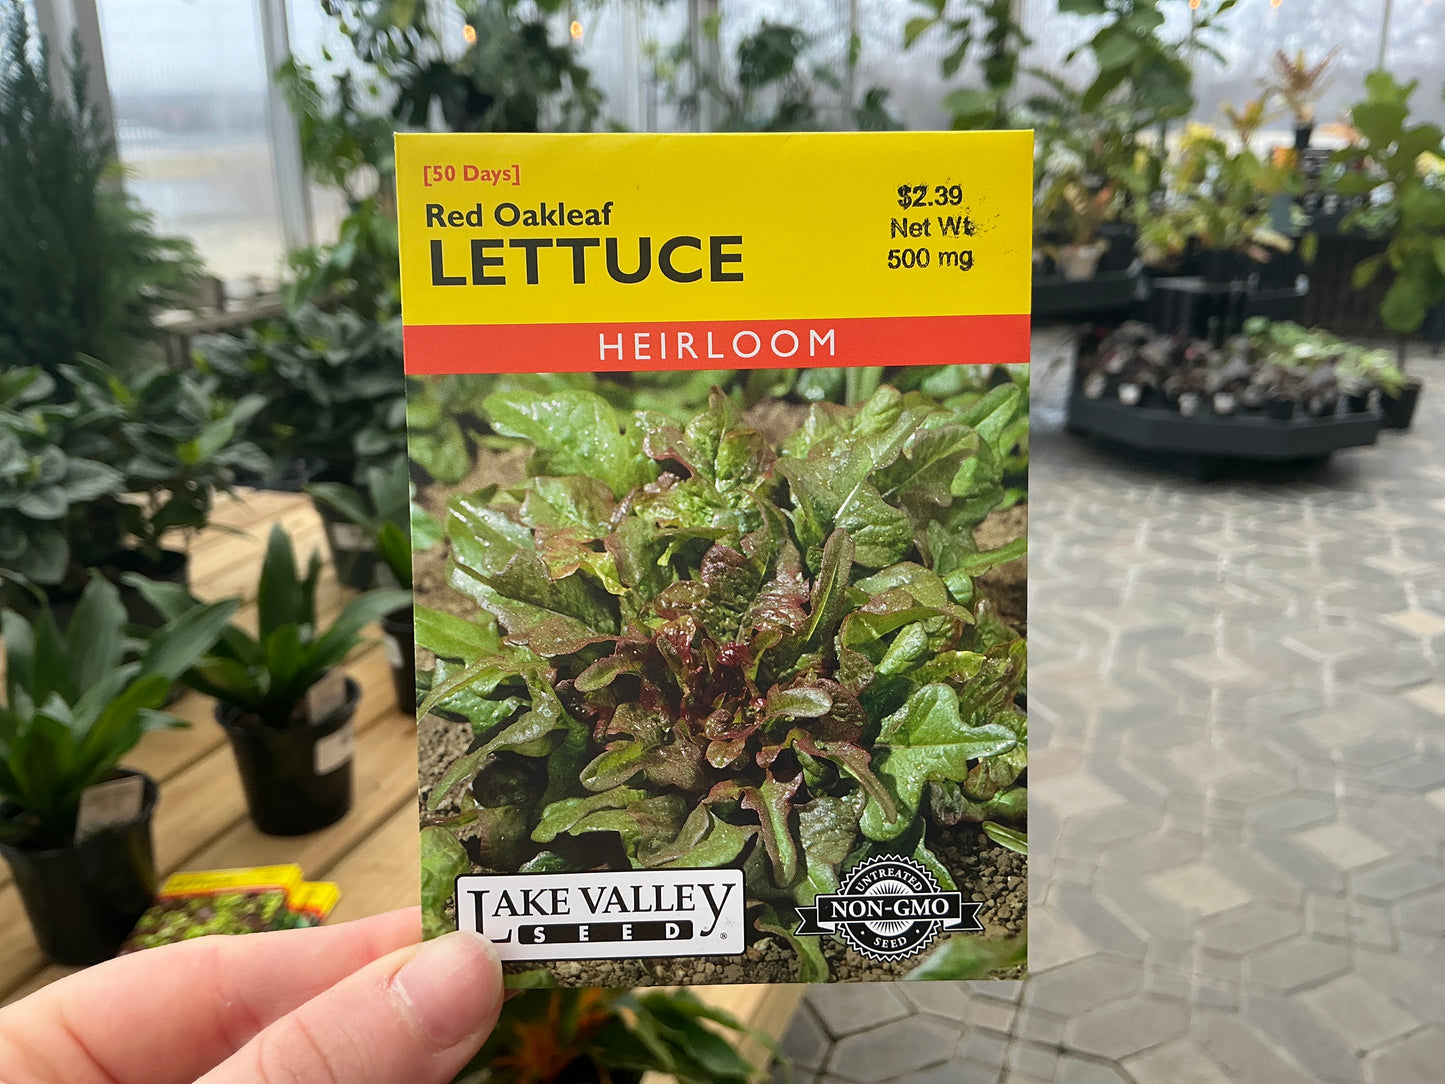 [50 Days]
Red Oakleaf
LETTUCE
$2.39
Net Wt
500 mg
HEIRLOOM
LAKE VALLEY
SEED
®
UNTREATED
NON-GMO
• SEED •